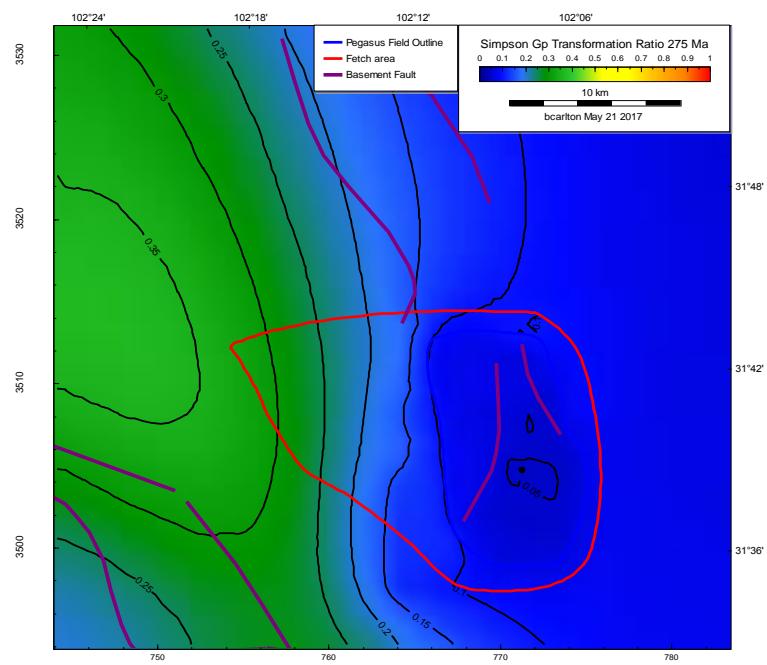 102°24' 102°18' 102°12' 102°06'
Pegasus Field Outline
Fetch area
Basement Fault
Simpson Gp Transformation Ratio 275 Ma
0 0.1 0.2 0.3 0.4 0.5 0.6 0.7 0.8 0.9 1
10 km
bcarlton May 21 2017
3530
3520
3510
3500
31°48'
31°42'
31°36'
0.25
0.3
0.35
0.05
0.25
0.1
0.15
0.2
750 760 770 780